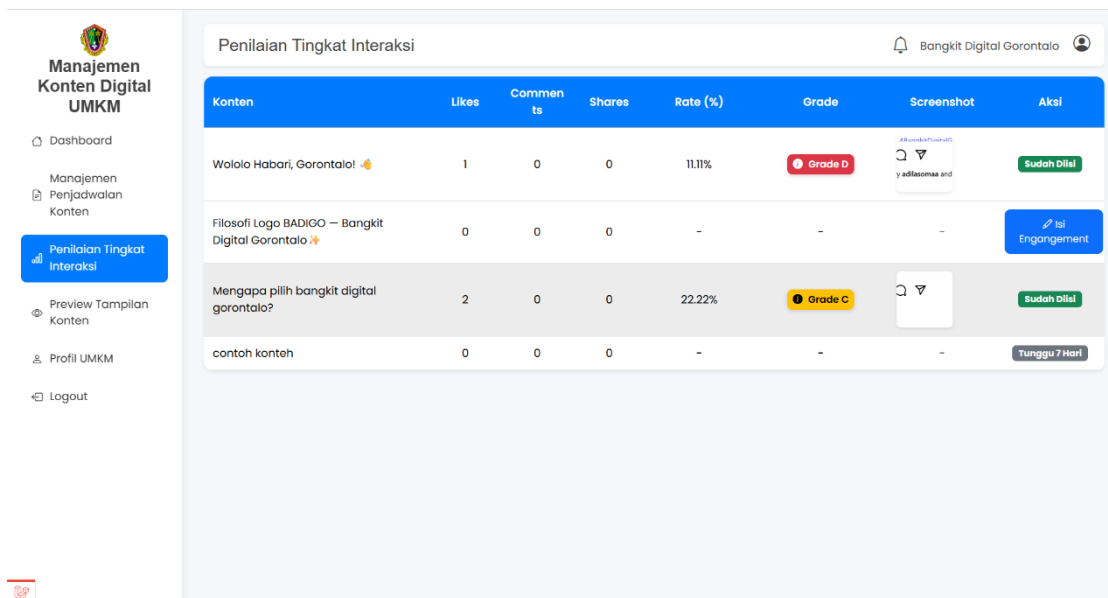 Manajemen
Konten Digital
UMKM
Dashboard
Manajemen
Penjadwalan
Konten
Penilaian Tingkat
Interaksi
Preview Tampilan
Konten
Profil UMKM
Logout
Penilaian Tingkat Interaksi
Bangkit Digital Gorontalo
Konten Likes Commen
ts Shares Rate (%) Grade Screenshot Aksi
#BangkitDigitalG
Wololo Habari, Gorontalo! 👋 1 0 0 11.11% Grade D Sudah Diisi
y adilasomaa and
Filosofi Logo BADIGO — Bangkit
Digital Gorontalo ✨ 0 0 0 - - - Isi
Engangement
Mengapa pilih bangkit digital
gorontalo? 2 0 0 22.22% Grade C Sudah Diisi
contoh konteh 0 0 0 - - - Tunggu 7 Hari